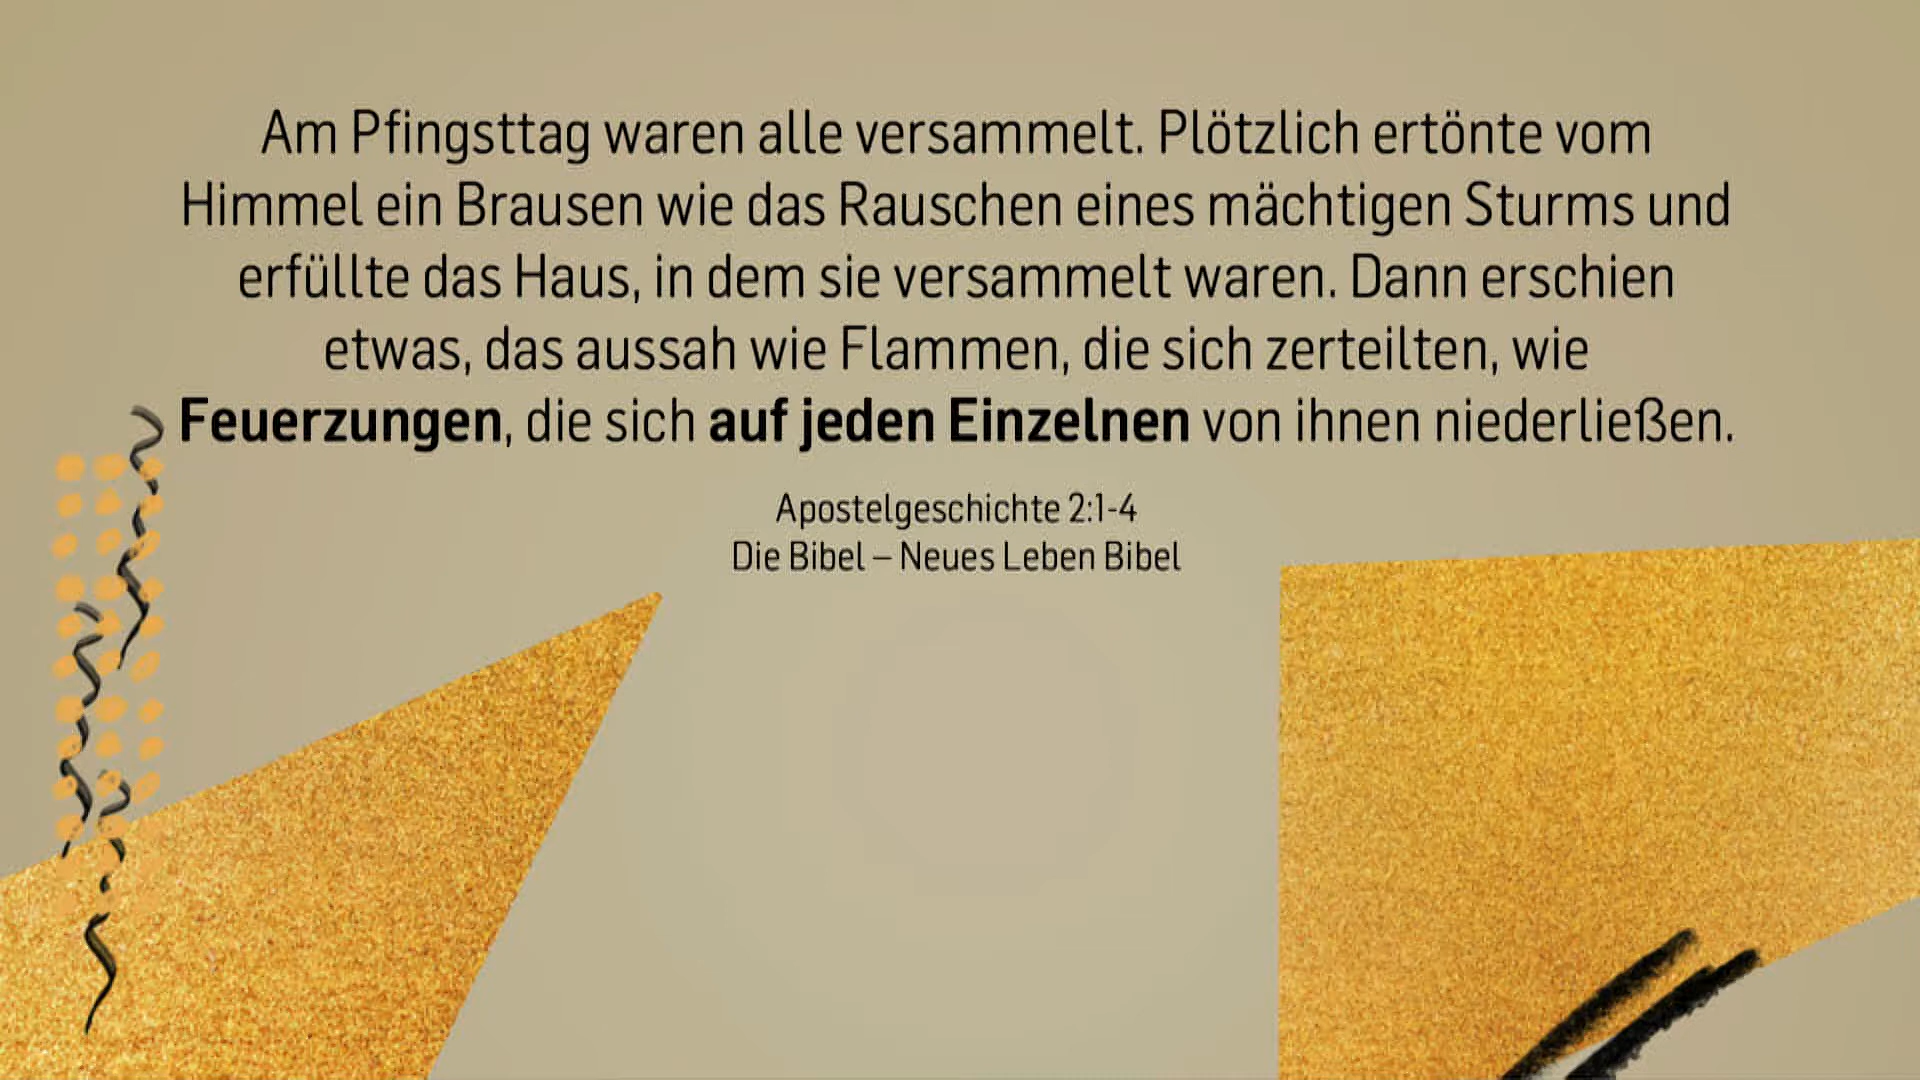 Am Pfingsttag waren alle versammelt. Plötzlich ertönte vom
Himmel ein Brausen wie das Rauschen eines mächtigen Sturms und
erfüllte das Haus, in dem sie versammelt waren. Dann erschien
etwas, das aussah wie Flammen, die sich zerteilten, wie
Feuerzungen, die sich auf jeden Einzelnen von ihnen niederließen.
Apostelgeschichte 2:1-4
Die Bibel – Neues Leben Bibel